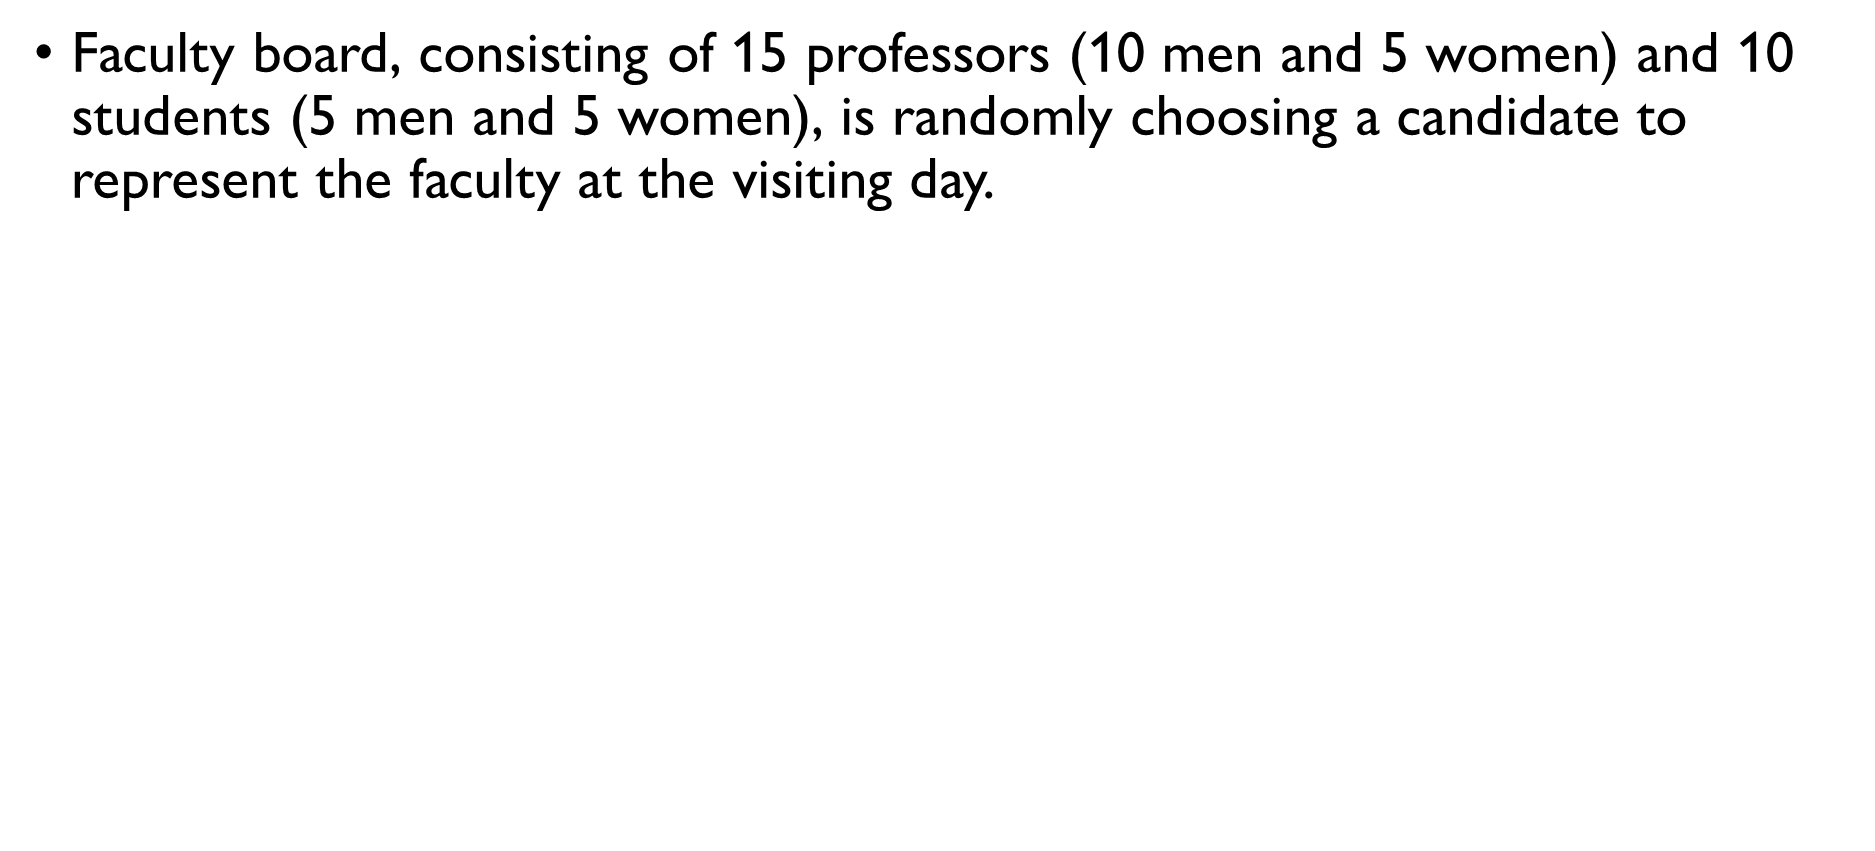 • Faculty board, consisting of 15 professors (10 men and 5 women) and 10
students (5 men and 5 women), is randomly choosing a candidate to
represent the faculty at the visiting day.